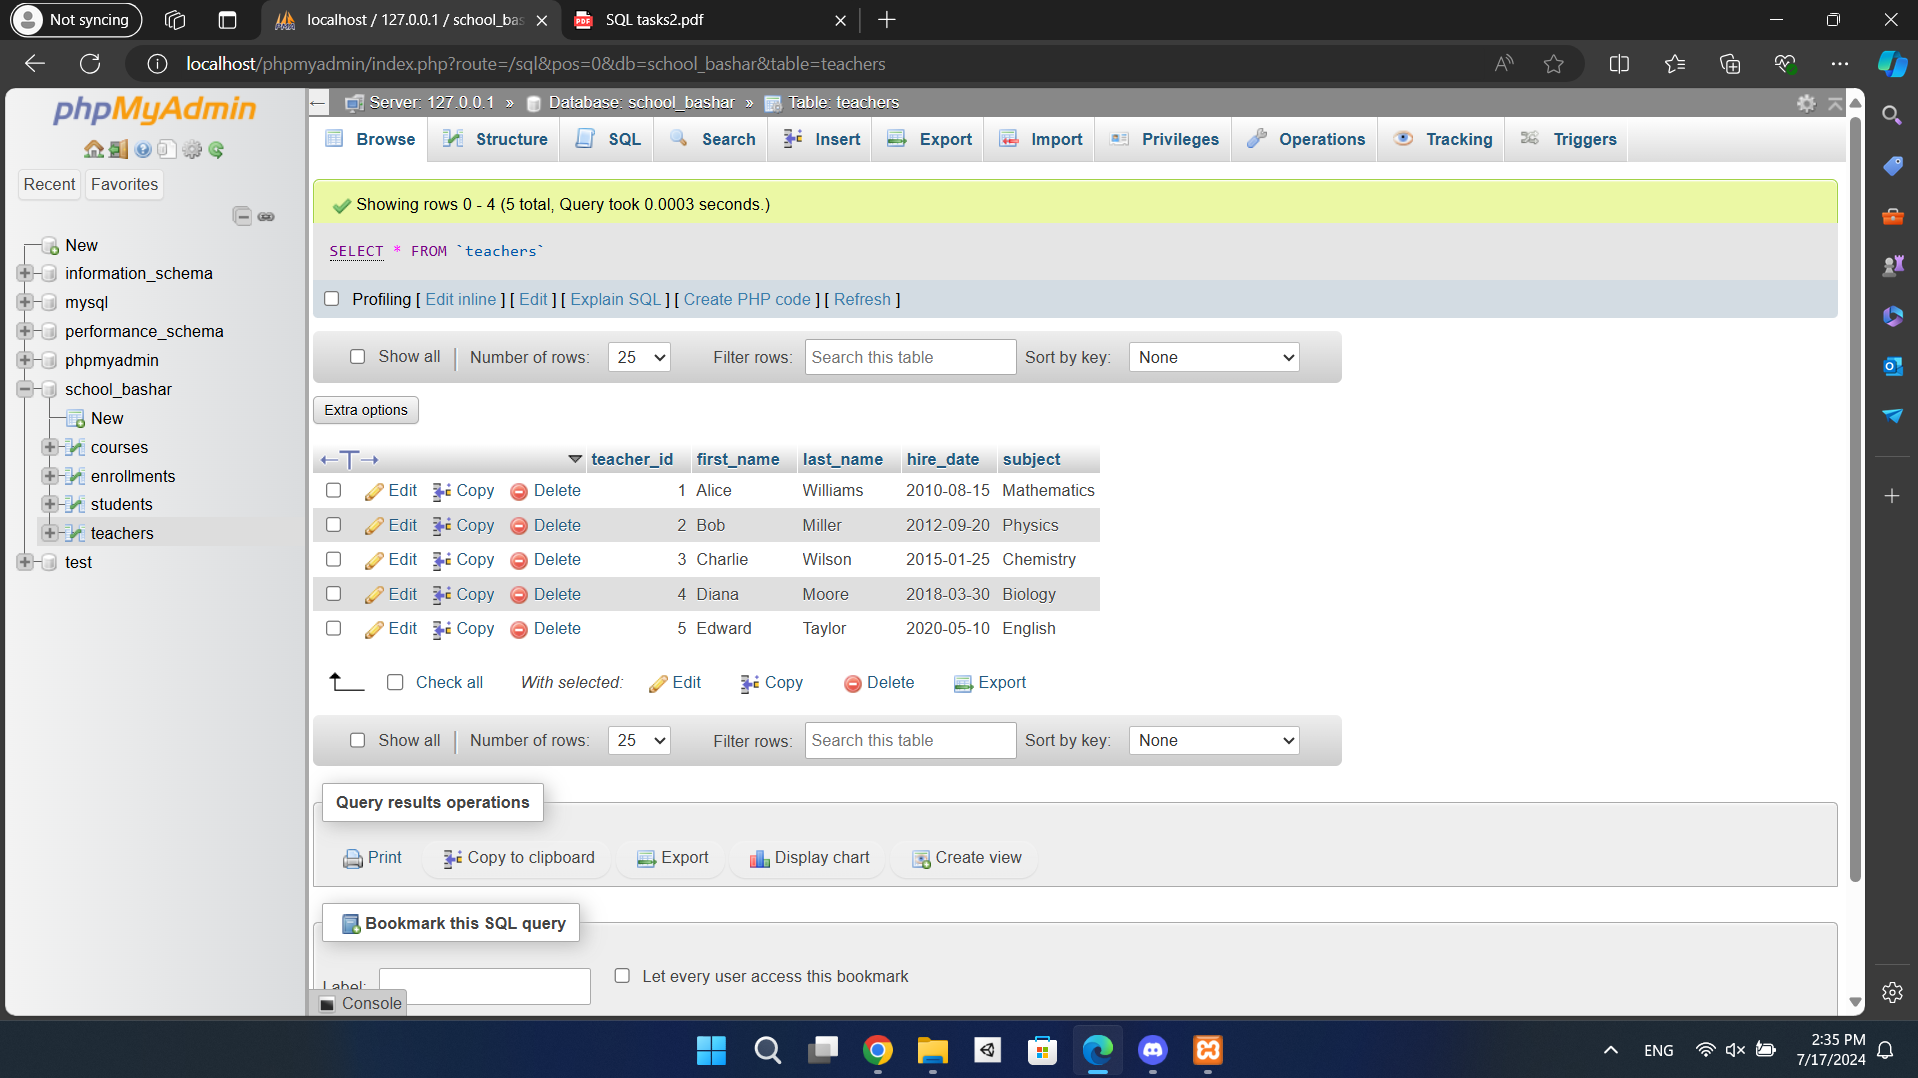 Not syncing
localhost / 127.0.0.1 / school_bas
SQL tasks2.pdf
localhost/phpmyadmin/index.php?route=/sql&pos=0&db=school_bashar&table=teachers
phpMyAdmin
Recent Favorites
New
information_schema
mysql
performance_schema
phpmyadmin
school_bashar
New
courses
enrollments
students
teachers
test
Server: 127.0.0.1 » Database: school_bashar » Table: teachers
Browse Structure SQL Search Insert Export Import Privileges Operations Tracking Triggers
Showing rows 0 - 4 (5 total, Query took 0.0003 seconds.)
SELECT * FROM `teachers`
Profiling [ Edit inline ] [ Edit ] [ Explain SQL ] [ Create PHP code ] [ Refresh ]
Show all Number of rows: 25 Filter rows: Search this table Sort by key: None
Extra options
teacher_id first_name last_name hire_date subject
Edit Copy Delete 1 Alice Williams 2010-08-15 Mathematics
Edit Copy Delete 2 Bob Miller 2012-09-20 Physics
Edit Copy Delete 3 Charlie Wilson 2015-01-25 Chemistry
Edit Copy Delete 4 Diana Moore 2018-03-30 Biology
Edit Copy Delete 5 Edward Taylor 2020-05-10 English
Check all With selected: Edit Copy Delete Export
Show all Number of rows: 25 Filter rows: Search this table Sort by key: None
Query results operations
Print Copy to clipboard Export Display chart Create view
Bookmark this SQL query
Label: Let every user access this bookmark
Console
ENG
2:35 PM
7/17/2024